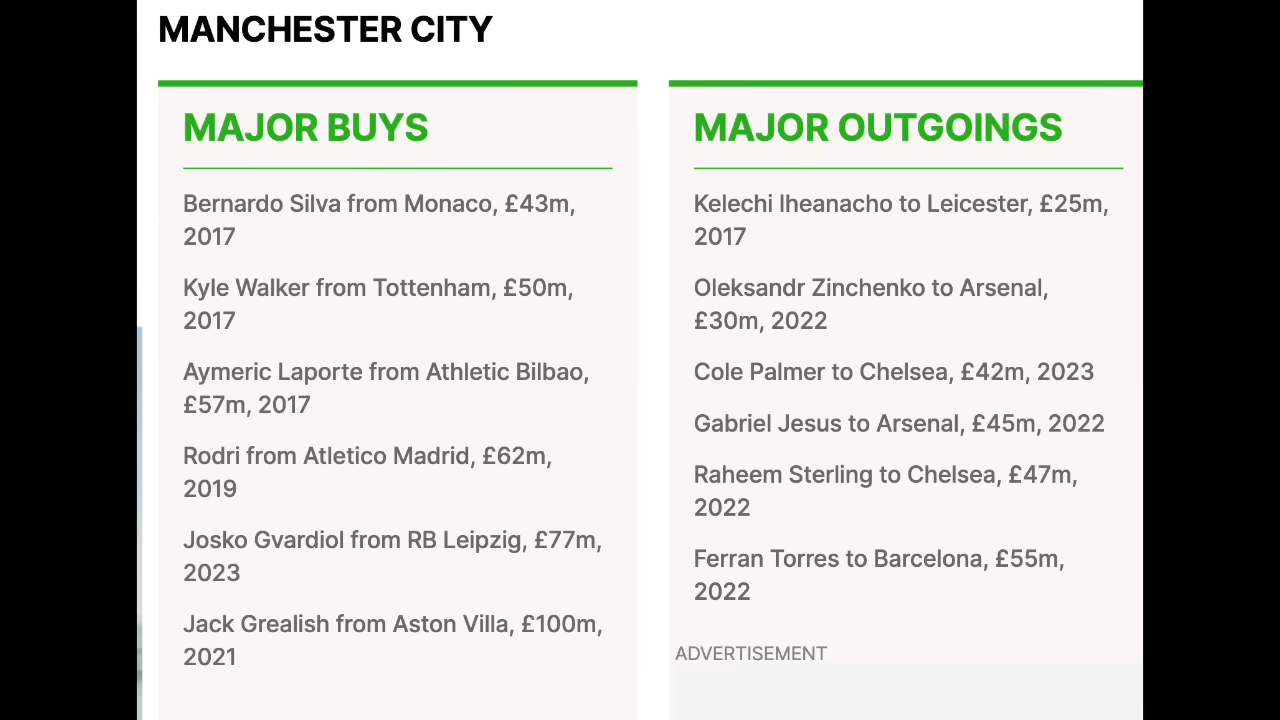 MANCHESTER CITY
MAJOR BUYS
Bernardo Silva from Monaco, £43m,
2017
Kyle Walker from Tottenham, £50m,
2017
Aymeric Laporte from Athletic Bilbao,
£57m, 2017
Rodri from Atletico Madrid, £62m,
2019
Josko Gvardiol from RB Leipzig, £77m,
2023
Jack Grealish from Aston Villa, £100m,
2021
MAJOR OUTGOINGS
Kelechi Iheanacho to Leicester, £25m,
2017
Oleksandr Zinchenko to Arsenal,
£30m, 2022
Cole Palmer to Chelsea, £42m, 2023
Gabriel Jesus to Arsenal, £45m, 2022
Raheem Sterling to Chelsea, £47m,
2022
Ferran Torres to Barcelona, £55m,
2022
ADVERTISEMENT